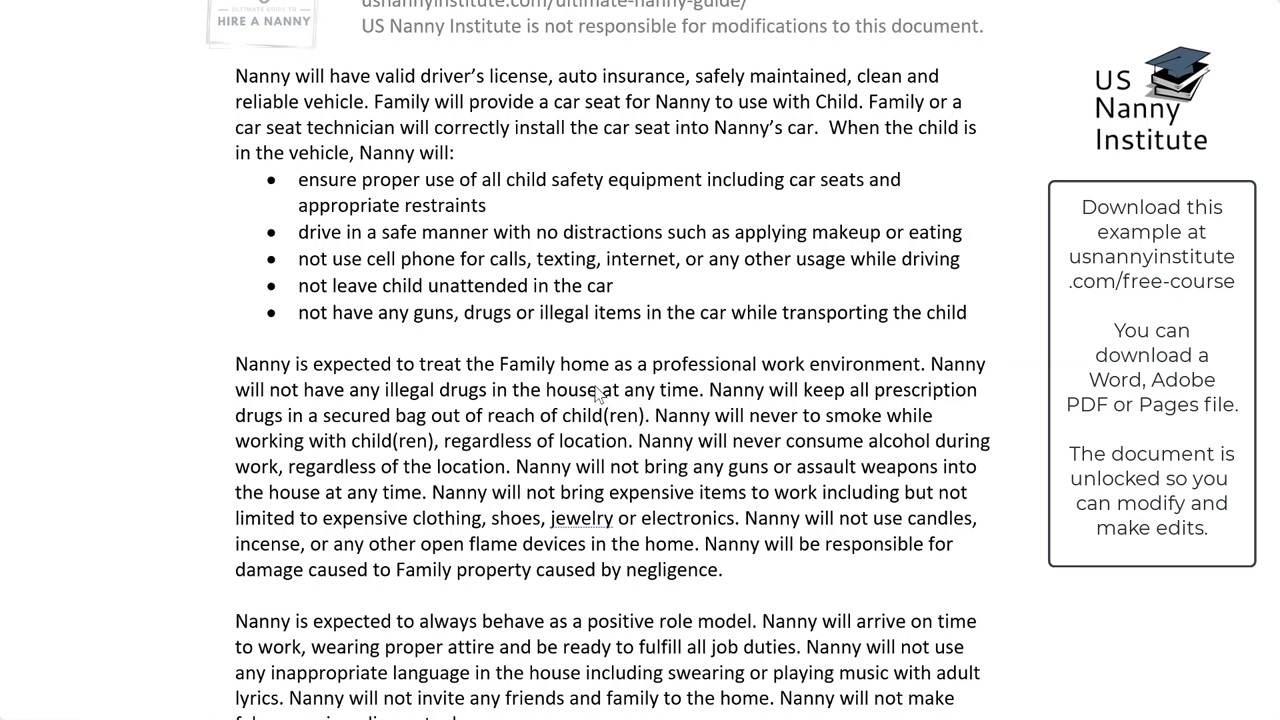 ULTIMATE GUIDE TO
HIRE A NANNY
usnannyinstitute.com/ultimate-nanny-guide/
US Nanny Institute is not responsible for modifications to this document.
Nanny will have valid driver’s license, auto insurance, safely maintained, clean and
reliable vehicle. Family will provide a car seat for Nanny to use with Child. Family or a
car seat technician will correctly install the car seat into Nanny’s car.  When the child is
in the vehicle, Nanny will:
• ensure proper use of all child safety equipment including car seats and
appropriate restraints
• drive in a safe manner with no distractions such as applying makeup or eating
• not use cell phone for calls, texting, internet, or any other usage while driving
• not leave child unattended in the car
• not have any guns, drugs or illegal items in the car while transporting the child
Nanny is expected to treat the Family home as a professional work environment. Nanny
will not have any illegal drugs in the house at any time. Nanny will keep all prescription
drugs in a secured bag out of reach of child(ren). Nanny will never to smoke while
working with child(ren), regardless of location. Nanny will never consume alcohol during
work, regardless of the location. Nanny will not bring any guns or assault weapons into
the house at any time. Nanny will not bring expensive items to work including but not
limited to expensive clothing, shoes, jewelry or electronics. Nanny will not use candles,
incense, or any other open flame devices in the home. Nanny will be responsible for
damage caused to Family property caused by negligence.
Nanny is expected to always behave as a positive role model. Nanny will arrive on time
to work, wearing proper attire and be ready to fulfill all job duties. Nanny will not use
any inappropriate language in the house including swearing or playing music with adult
lyrics. Nanny will not invite any friends and family to the home. Nanny will not make
US
Nanny
Institute
Download this
example at
usnannyinstitute
.com/free-course
You can
download a
Word, Adobe
PDF or Pages file.
The document is
unlocked so you
can modify and
make edits.